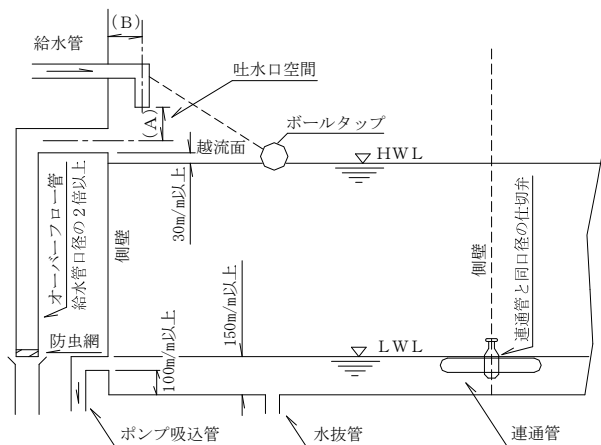 (B)
給水管
吐水口空間
ボールタップ
(A)
越流面
HWL
30m/m以上
オーバーフロー管
給水管口径の2倍以上
側壁
側壁
連通管と同口径の仕切弁
防虫網
150m/m以上
LWL
100m/m以上
ポンプ吸込管
水抜管
連通管